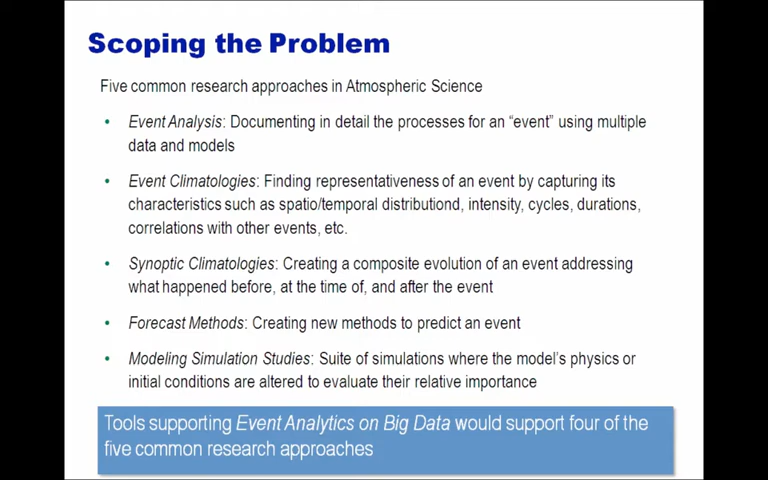 Scoping the Problem
Five common research approaches in Atmospheric Science
• Event Analysis: Documenting in detail the processes for an “event” using multiple
data and models
• Event Climatologies: Finding representativeness of an event by capturing its
characteristics such as spatio/temporal distributiond, intensity, cycles, durations,
correlations with other events, etc.
• Synoptic Climatologies: Creating a composite evolution of an event addressing
what happened before, at the time of, and after the event
• Forecast Methods: Creating new methods to predict an event
• Modeling Simulation Studies: Suite of simulations where the model’s physics or
initial conditions are altered to evaluate their relative importance
Tools supporting Event Analytics on Big Data would support four of the
five common research approaches